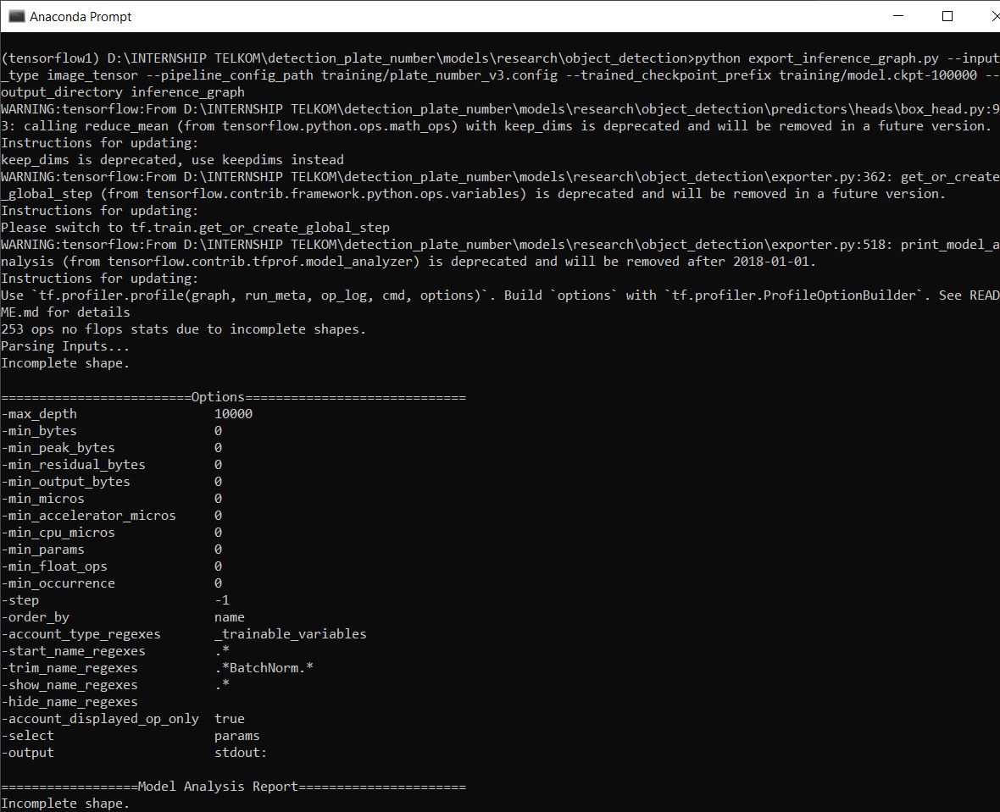 Anaconda Prompt
(tensorflow1) D:\INTERNSHIP TELKOM\detection_plate_number\models\research\object_detection>python export_inference_graph.py --input
_type image_tensor --pipeline_config_path training/plate_number_v3.config --trained_checkpoint_prefix training/model.ckpt-100000 --
output_directory inference_graph
WARNING:tensorflow:From D:\INTERNSHIP TELKOM\detection_plate_number\models\research\object_detection\predictors\heads\box_head.py:9
3: calling reduce_mean (from tensorflow.python.ops.math_ops) with keep_dims is deprecated and will be removed in a future version.
Instructions for updating:
keep_dims is deprecated, use keepdims instead
WARNING:tensorflow:From D:\INTERNSHIP TELKOM\detection_plate_number\models\research\object_detection\exporter.py:362: get_or_create
_global_step (from tensorflow.contrib.framework.python.ops.variables) is deprecated and will be removed in a future version.
Instructions for updating:
Please switch to tf.train.get_or_create_global_step
WARNING:tensorflow:From D:\INTERNSHIP TELKOM\detection_plate_number\models\research\object_detection\exporter.py:518: print_model_a
nalysis (from tensorflow.contrib.tfprof.model_analyzer) is deprecated and will be removed after 2018-01-01.
Instructions for updating:
Use `tf.profiler.profile(graph, run_meta, op_log, cmd, options)`. Build `options` with `tf.profiler.ProfileOptionBuilder`. See READ
ME.md for details
253 ops no flops stats due to incomplete shapes.
Parsing Inputs...
Incomplete shape.
=========================Options=============================
-max_depth                  10000
-min_bytes                  0
-min_peak_bytes             0
-min_residual_bytes         0
-min_output_bytes           0
-min_micros                 0
-min_accelerator_micros     0
-min_cpu_micros             0
-min_params                 0
-min_float_ops              0
-min_occurrence             0
-step                       -1
-order_by                   name
-account_type_regexes       _trainable_variables
-start_name_regexes         .*
-trim_name_regexes          .*BatchNorm.*
-show_name_regexes          .*
-hide_name_regexes
-account_displayed_op_only  true
-select                     params
-output                     stdout:
==================Model Analysis Report======================
Incomplete shape.